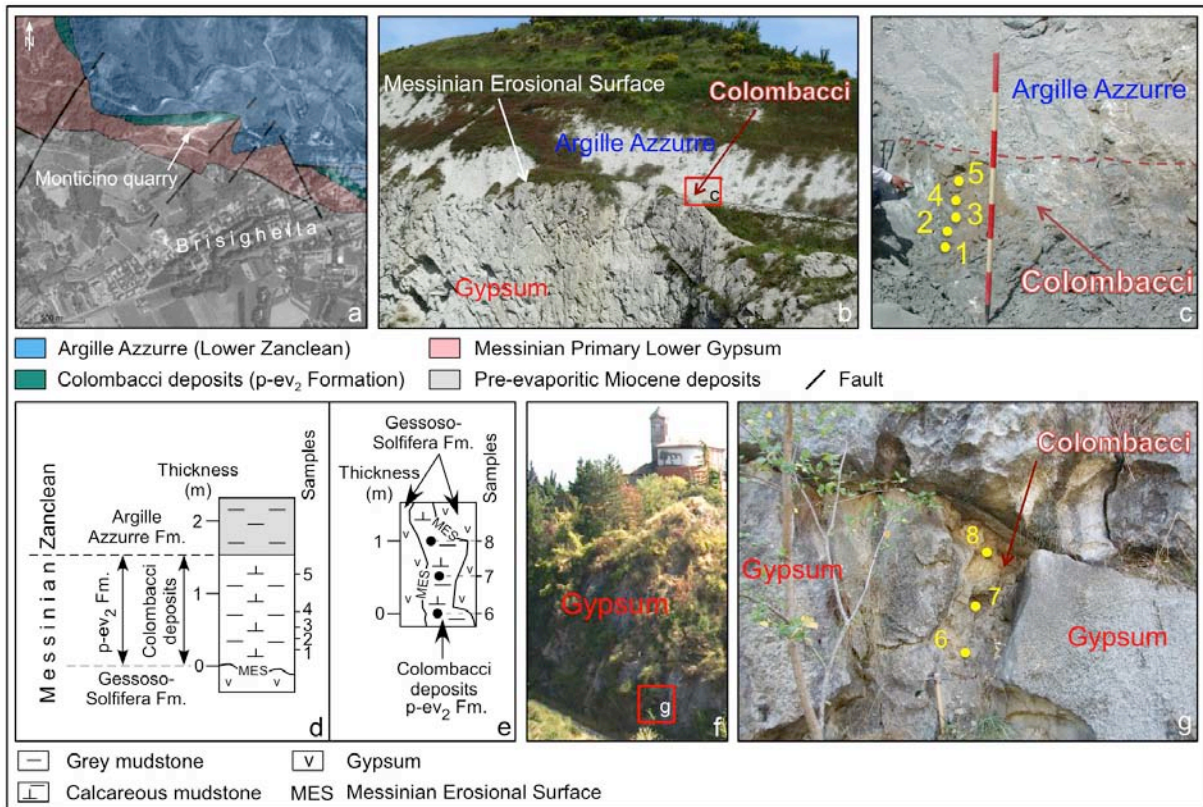 N
Monticino quarry
Brisighella
500 m
a
Messinian Erosional Surface
Colombacci
Argille Azzurre
c
Gypsum
b
Argille Azzurre
5
4
3
2
1
Colombacci
c
Argille Azzurre (Lower Zanclean)
Messinian Primary Lower Gypsum
Colombacci deposits (p-ev2 Formation)
Pre-evaporitic Miocene deposits
Fault
Messinian
Zanclean
Thickness
(m)
Samples
2
Argille
Azzurre Fm.
p-ev2 Fm.
Colombacci
deposits
1
5
4
3
2
1
0
MES
v v
Gessoso-
Solfifera Fm.
d
Gessoso-
Solfifera Fm.
Thickness
(m)
Samples
v
v
MES
v
1
8
v
v
7
MES
v
v
0
6
v
v
Colombacci
deposits
p-ev2 Fm.
e
Gypsum
g
f
Colombacci
Gypsum
8
7
6
Gypsum
g
Grey mudstone
v Gypsum
Calcareous mudstone
MES Messinian Erosional Surface